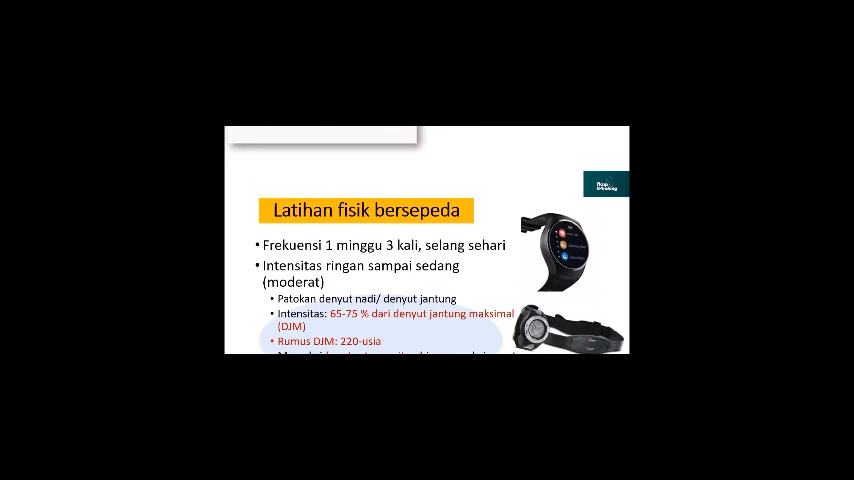 Latihan fisik bersepeda
• Frekuensi 1 minggu 3 kali, selang sehari
• Intensitas ringan sampai sedang
(moderat)
• Patokan denyut nadi/ denyut jantung
• Intensitas: 65-75 % dari denyut jantung maksimal
(DJM)
• Rumus DJM: 220-usia